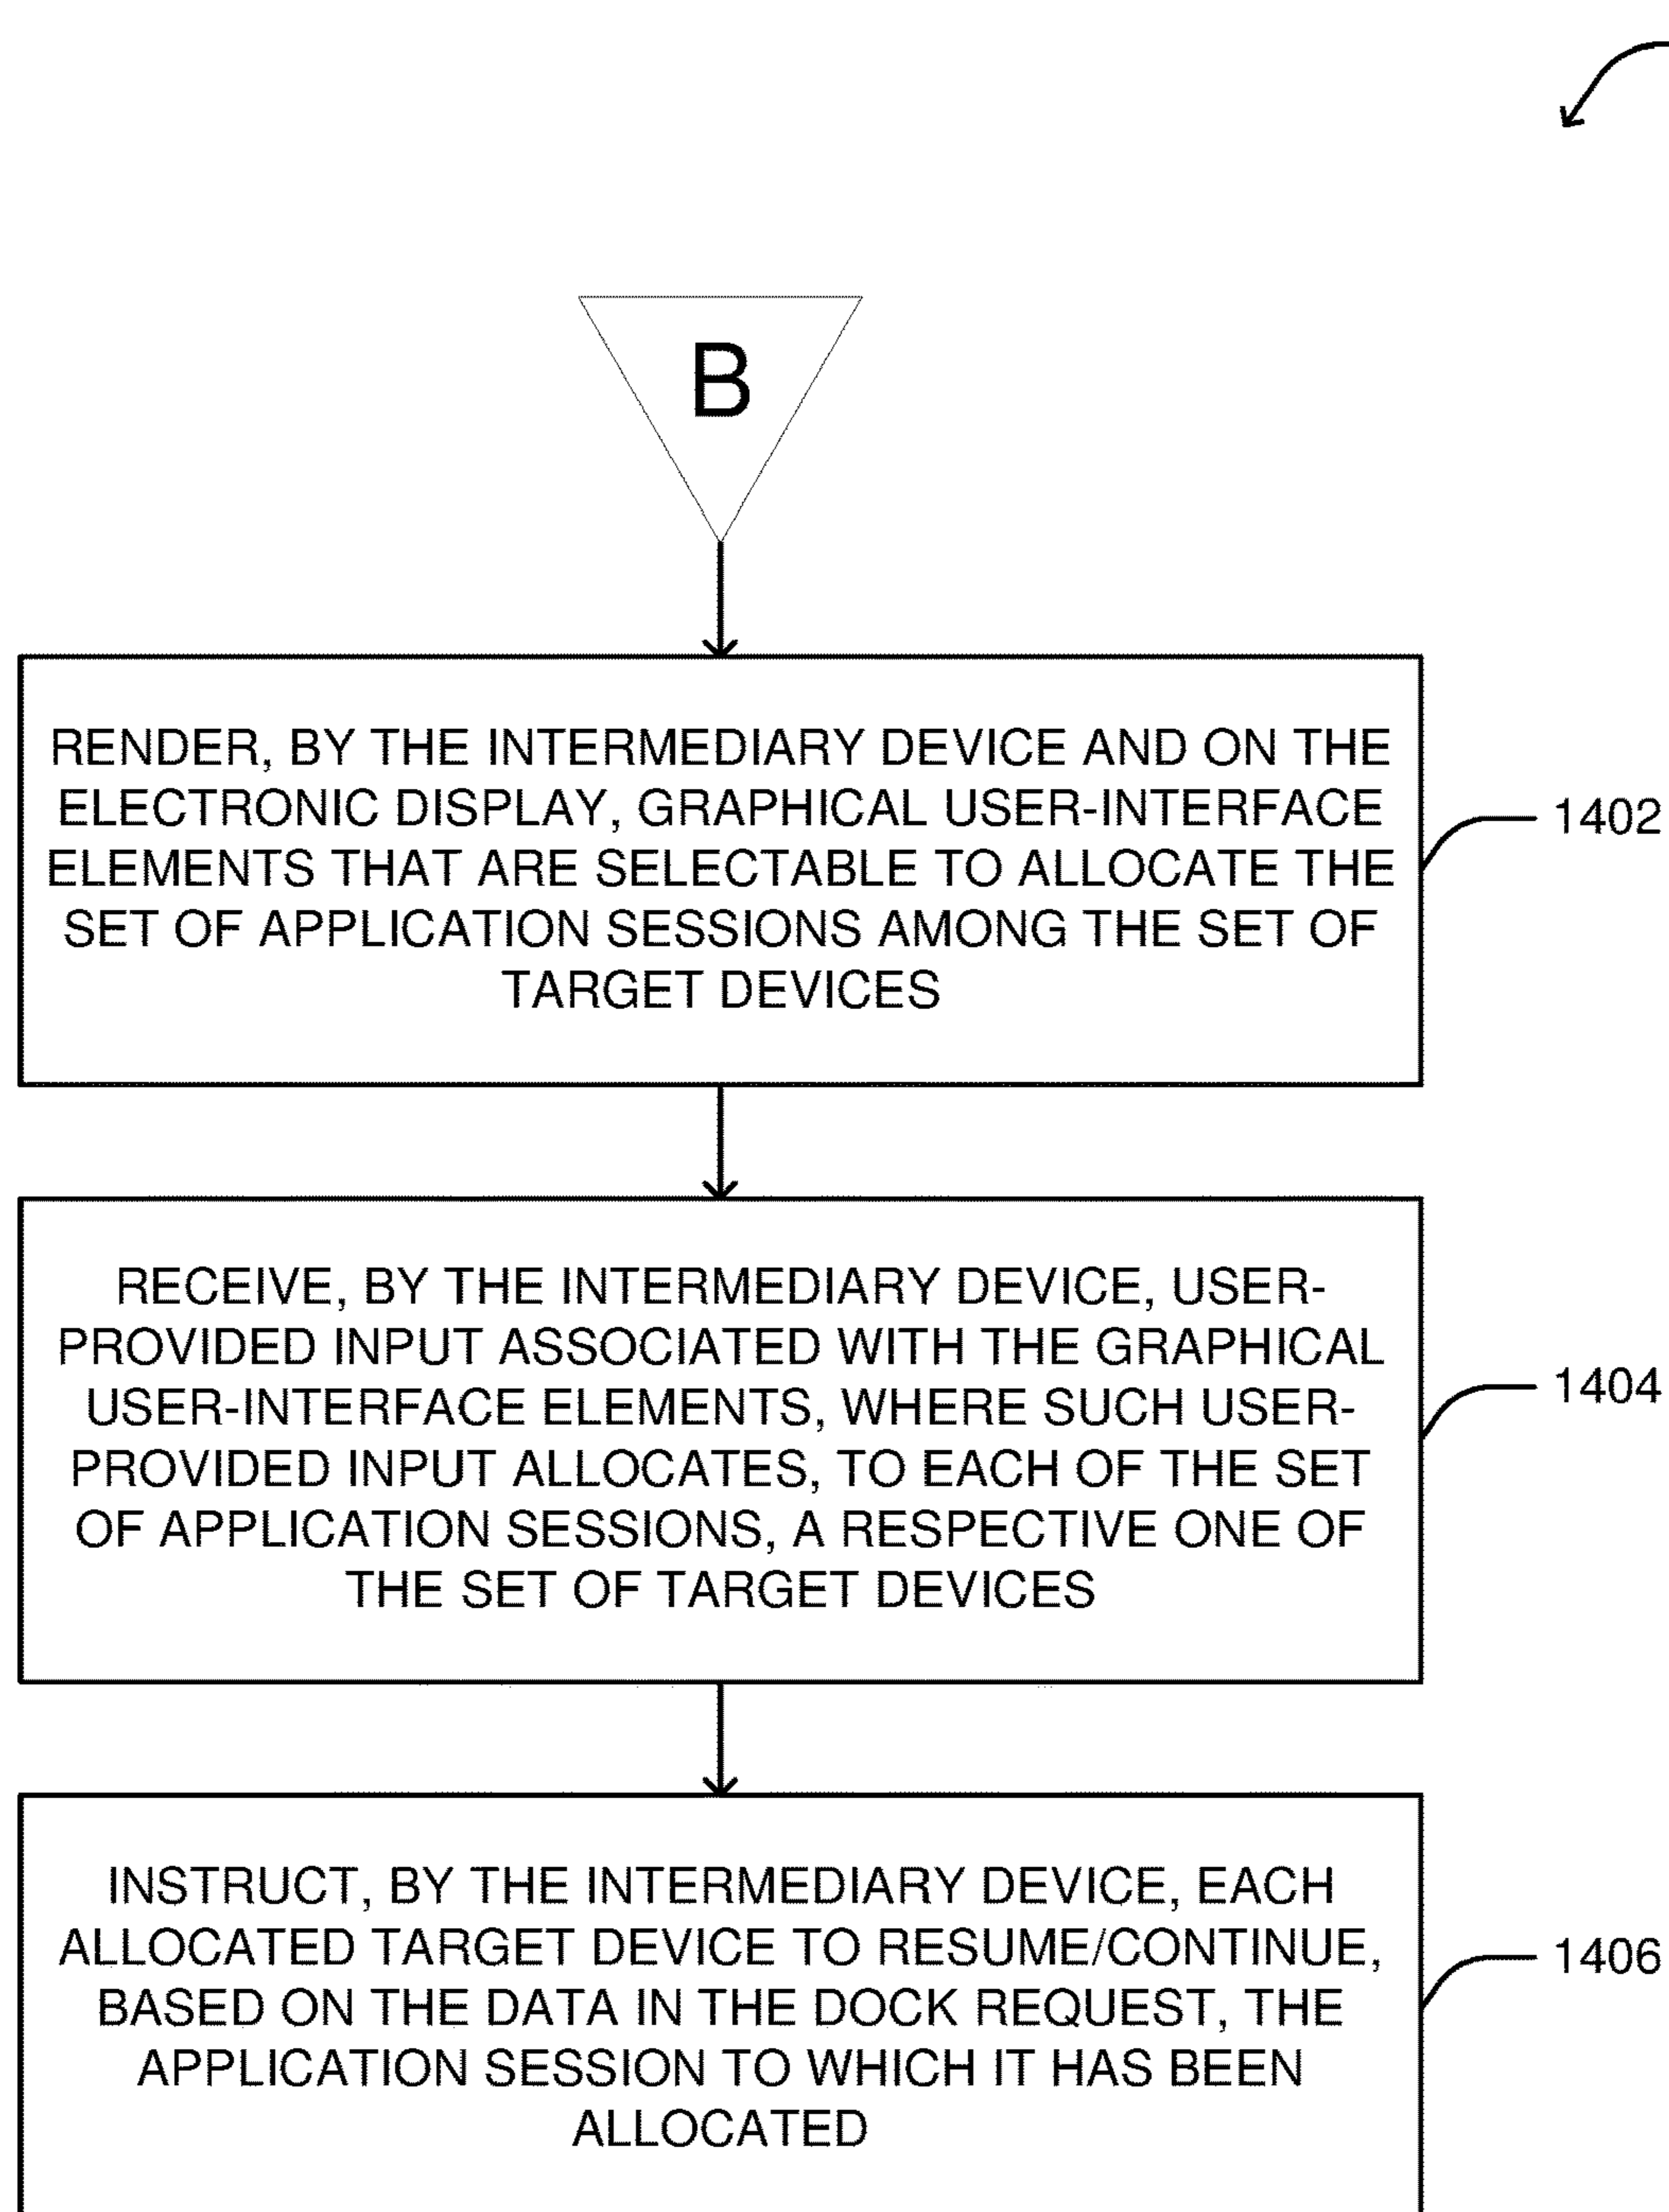 B
RENDER, BY THE INTERMEDIARY DEVICE AND ON THE
ELECTRONIC DISPLAY, GRAPHICAL USER-INTERFACE
ELEMENTS THAT ARE SELECTABLE TO ALLOCATE THE
SET OF APPLICATION SESSIONS AMONG THE SET OF
TARGET DEVICES
1402
RECEIVE, BY THE INTERMEDIARY DEVICE, USER-
PROVIDED INPUT ASSOCIATED WITH THE GRAPHICAL
USER-INTERFACE ELEMENTS, WHERE SUCH USER-
PROVIDED INPUT ALLOCATES, TO EACH OF THE SET
OF APPLICATION SESSIONS, A RESPECTIVE ONE OF
THE SET OF TARGET DEVICES
1404
INSTRUCT, BY THE INTERMEDIARY DEVICE, EACH
ALLOCATED TARGET DEVICE TO RESUME/CONTINUE,
BASED ON THE DATA IN THE DOCK REQUEST, THE
APPLICATION SESSION TO WHICH IT HAS BEEN
ALLOCATED
1406